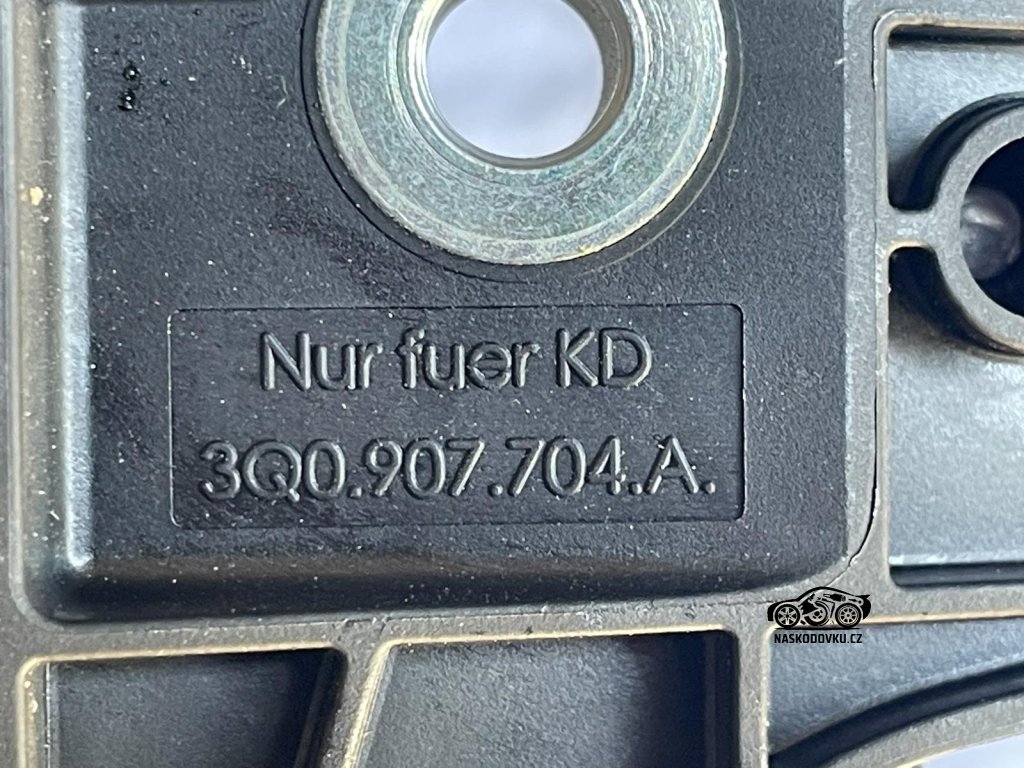 Nur fuer KD
3Q0.907.704.A.
NASKODOVKU.CZ